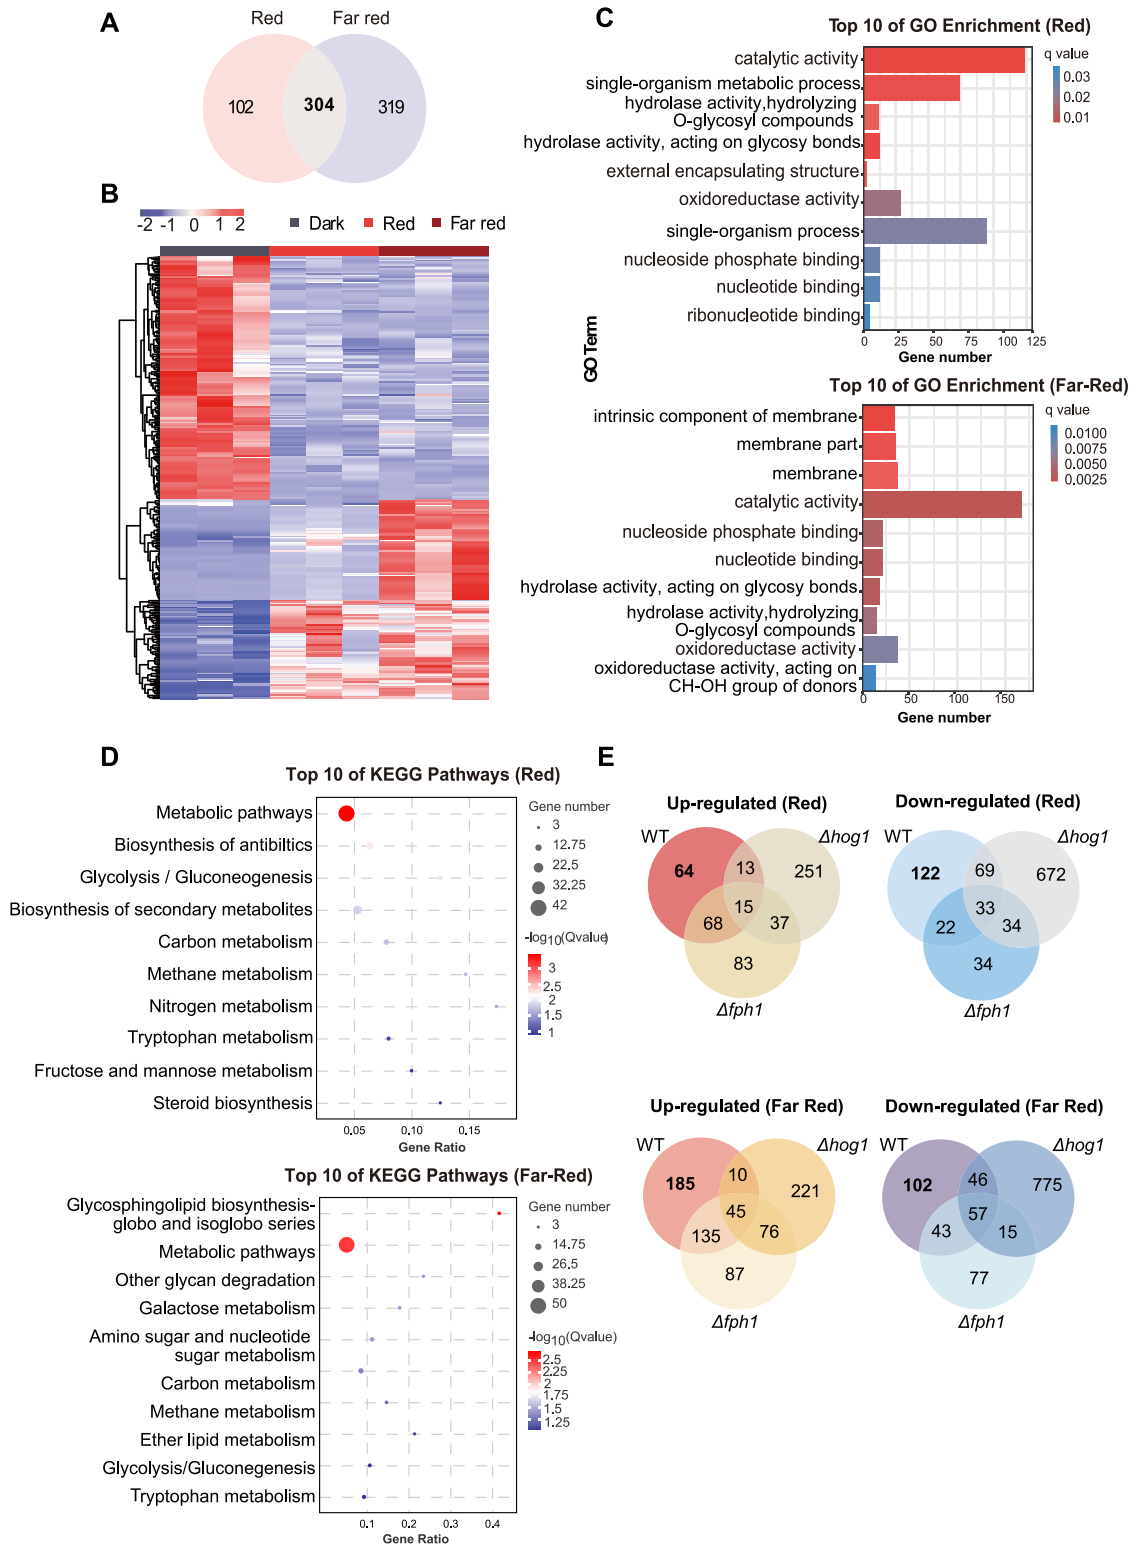 A
Red
Far red
102
304
319
B
-2 -1 0 1 2
Dark
Red
Far red
C
Top 10 of GO Enrichment (Red)
catalytic activity
single-organism metabolic process
hydrolase activity,hydrolyzing
O-glycosyl compounds
hydrolase activity, acting on glycosy bonds
external encapsulating structure
oxidoreductase activity
single-organism process
nucleoside phosphate binding
nucleotide binding
ribonucleotide binding
0 25 50 75 100 125
Gene number
q value
0.03
0.02
0.01
GO Term
Top 10 of GO Enrichment (Far-Red)
intrinsic component of membrane
membrane part
membrane
catalytic activity
nucleoside phosphate binding
nucleotide binding
hydrolase activity, acting on glycosy bonds
hydrolase activity,hydrolyzing
O-glycosyl compounds
oxidoreductase activity
oxidoreductase activity, acting on
CH-OH group of donors
0 50 100 150
Gene number
q value
0.0100
0.0075
0.0050
0.0025
D
Top 10 of KEGG Pathways (Red)
Metabolic pathways
Biosynthesis of antibiltics
Glycolysis / Gluconeogenesis
Biosynthesis of secondary metabolites
Carbon metabolism
Methane metabolism
Nitrogen metabolism
Tryptophan metabolism
Fructose and mannose metabolism
Steroid biosynthesis
0.05 0.10 0.15
Gene Ratio
Gene number
3
12.75
22.5
32.25
42
-log10(Qvalue)
3
2.5
2
1.5
1
Top 10 of KEGG Pathways (Far-Red)
Glycosphingolipid biosynthesis-
globo and isoglobo series
Metabolic pathways
Other glycan degradation
Galactose metabolism
Amino sugar and nucleotide
sugar metabolism
Carbon metabolism
Methane metabolism
Ether lipid metabolism
Glycolysis/Gluconegenesis
Tryptophan metabolism
0.1 0.2 0.3 0.4
Gene Ratio
Gene number
3
14.75
26.5
38.25
50
-log10(Qvalue)
2.5
2.25
2
1.75
1.5
1.25
E
Up-regulated (Red)
WT
Δhog1
64
13
251
15
68
37
83
Δfph1
Down-regulated (Red)
WT
Δhog1
122
69
672
33
22
34
34
Δfph1
Up-regulated (Far Red)
WT
Δhog1
185
10
221
45
135
76
87
Δfph1
Down-regulated (Far Red)
WT
Δhog1
102
46
775
57
43
15
77
Δfph1